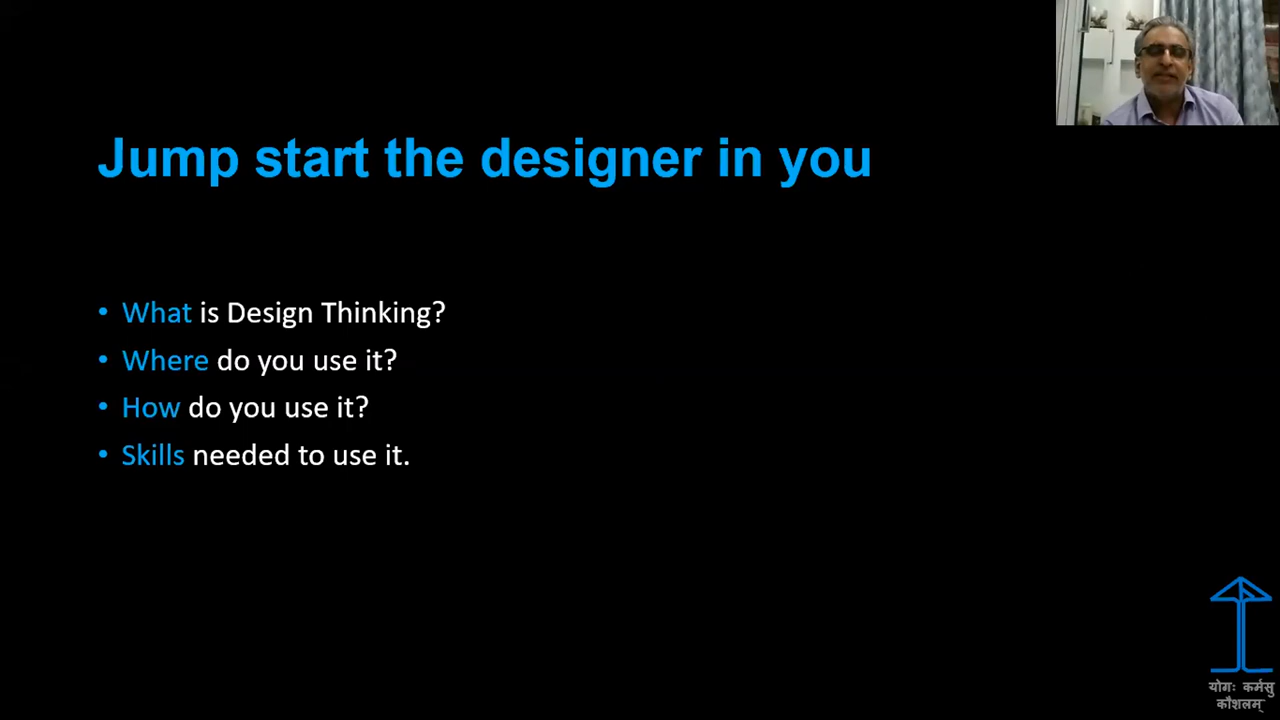 Jump start the designer in you
• What is Design Thinking?
• Where do you use it?
• How do you use it?
• Skills needed to use it.
योगः कर्मसु
कौशलम्